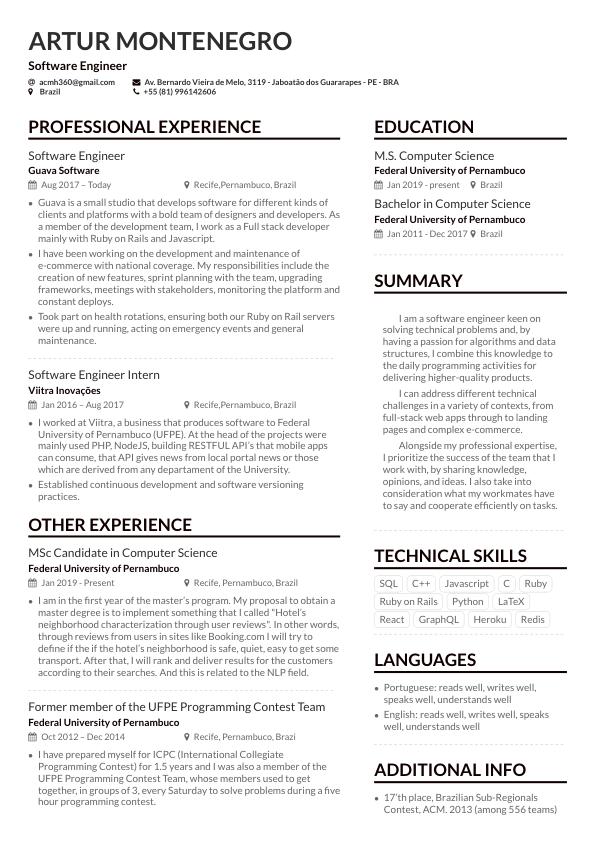 ARTUR MONTENEGRO
Software Engineer
@ acmh360@gmail.com Av. Bernardo Vieira de Melo, 3119 - Jaboatão dos Guararapes - PE - BRA
Brazil +55 (81) 996142606
PROFESSIONAL EXPERIENCE
Software Engineer
Guava Software
Aug 2017 – Today Recife,Pernambuco, Brazil
• Guava is a small studio that develops software for different kinds of
clients and platforms with a bold team of designers and developers. As
a member of the development team, I work as a Full stack developer
mainly with Ruby on Rails and Javascript.
• I have been working on the development and maintenance of
e-commerce with national coverage. My responsibilities include the
creation of new features, sprint planning with the team, upgrading
frameworks, meetings with stakeholders, monitoring the platform and
constant deploys.
• Took part on health rotations, ensuring both our Ruby on Rail servers
were up and running, acting on emergency events and general
maintenance.
Software Engineer Intern
Viitra Inovações
Jan 2016 – Aug 2017 Recife,Pernambuco, Brazil
• I worked at Viitra, a business that produces software to Federal
University of Pernambuco (UFPE). At the head of the projects were
mainly used PHP, NodeJS, building RESTFUL API's that mobile apps
can consume, that API gives news from local portal news or those
which are derived from any departament of the University.
• Established continuous development and software versioning
practices.
OTHER EXPERIENCE
MSc Candidate in Computer Science
Federal University of Pernambuco
Jan 2019 - Present Recife, Pernambuco, Brazil
• I am in the first year of the master's program. My proposal to obtain a
master degree is to implement something that I called "Hotel's
neighborhood characterization through user reviews". In other words,
through reviews from users in sites like Booking.com I will try to
define if the if the hotel's neighborhood is safe, quiet, easy to get some
transport. After that, I will rank and deliver results for the customers
according to their searches. And this is related to the NLP field.
Former member of the UFPE Programming Contest Team
Federal University of Pernambuco
Oct 2012 – Dec 2014 Recife, Pernambuco, Brazi
• I have prepared myself for ICPC (International Collegiate
Programming Contest) for 1.5 years and I was also a member of the
UFPE Programming Contest Team, whose members used to get
together, in groups of 3, every Saturday to solve problems during a five
hour programming contest.
EDUCATION
M.S. Computer Science
Federal University of Pernambuco
Jan 2019 - present Brazil
Bachelor in Computer Science
Federal University of Pernambuco
Jan 2011 - Dec 2017 Brazil
SUMMARY
I am a software engineer keen on
solving technical problems and, by
having a passion for algorithms and data
structures, I combine this knowledge to
the daily programming activities for
delivering higher-quality products.
I can address different technical
challenges in a variety of contexts, from
full-stack web apps through to landing
pages and complex e-commerce.
Alongside my professional expertise,
I prioritize the success of the team that I
work with, by sharing knowledge,
opinions, and ideas. I also take into
consideration what my workmates have
to say and cooperate efficiently on tasks.
TECHNICAL SKILLS
SQL C++ Javascript C Ruby
Ruby on Rails Python LaTeX
React GraphQL Heroku Redis
LANGUAGES
• Portuguese: reads well, writes well,
speaks well, understands well
• English: reads well, writes well, speaks
well, understands well
ADDITIONAL INFO
• 17'th place, Brazilian Sub-Regionals
Contest, ACM. 2013 (among 556 teams)